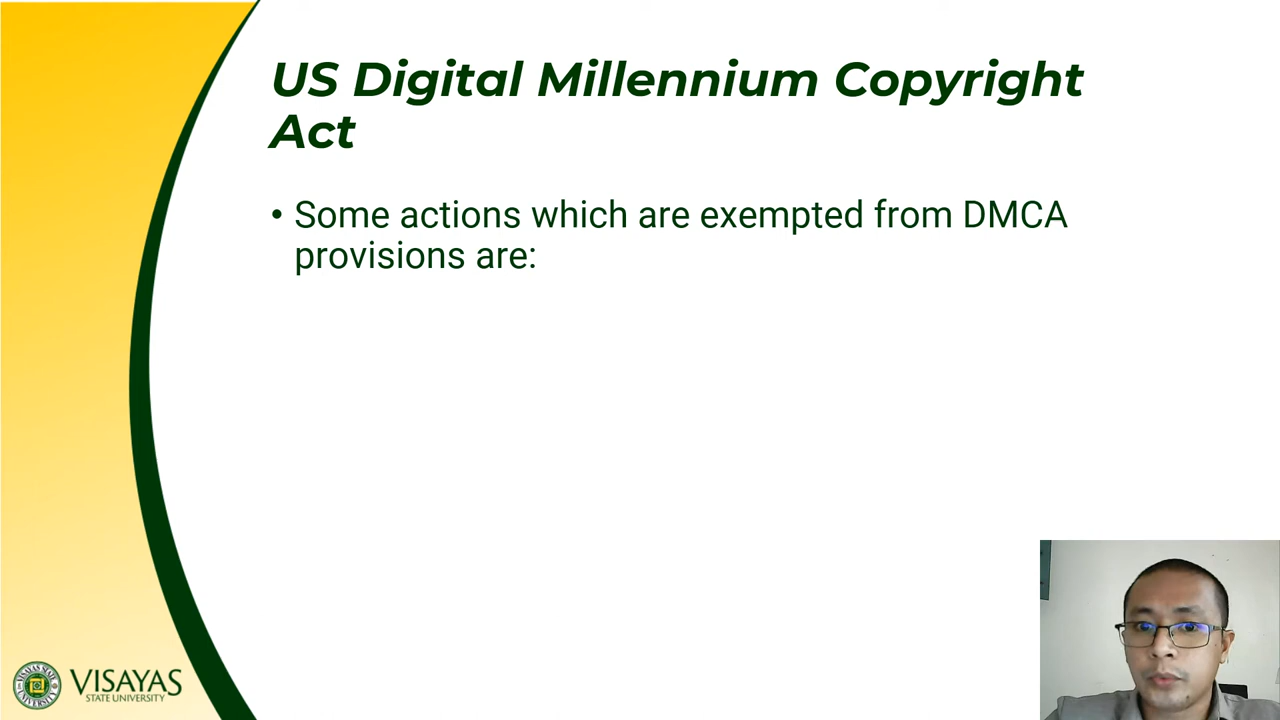 US Digital Millennium Copyright
Act
• Some actions which are exempted from DMCA
provisions are:
VISAYAS
STATE UNIVERSITY